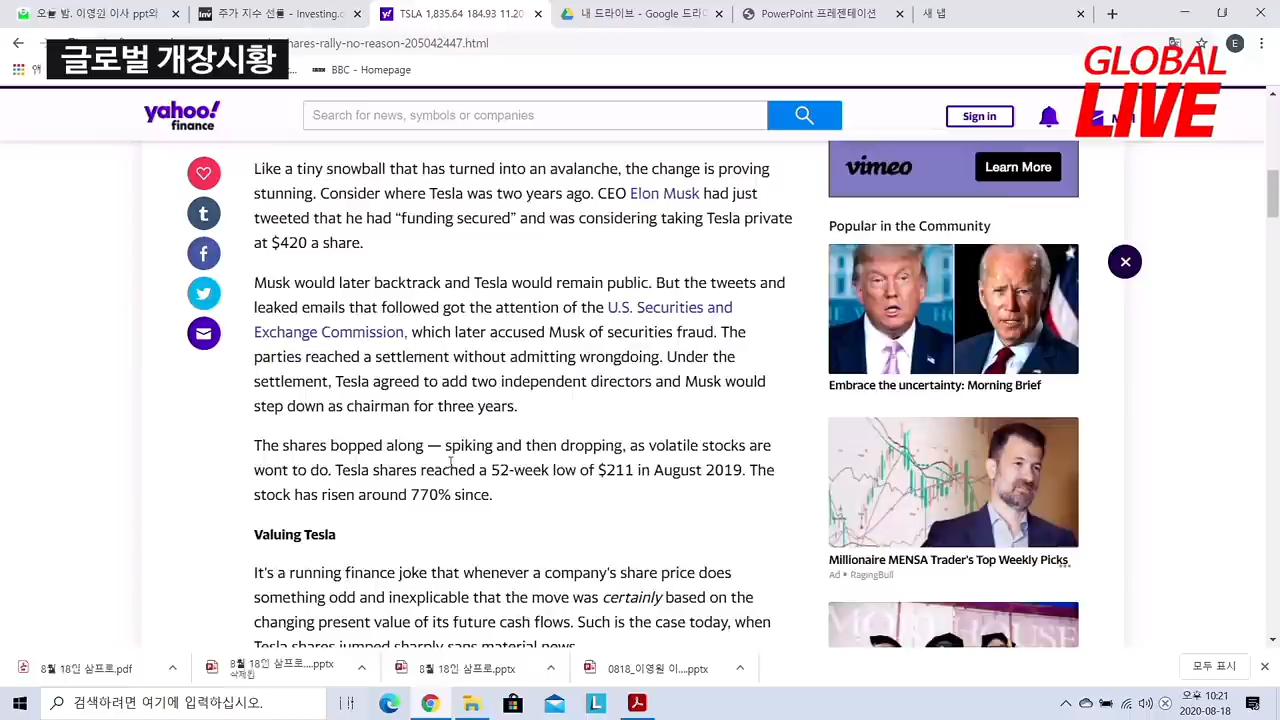 오늘 밤. 이영원 이사 ppt
주가 지수 선물 - Investing.c
TSLA 1,835.64 184.93 11.20
내 드라이브 - Google 드라
PowerPoint 프레젠테이션
새 탭
hares-rally-no-reason-205042447.html
글로벌 개장시황
BBC - Homepage
GLOBAL
LIVE
yahoo!
finance
Search for news, symbols or companies
Sign in
Like a tiny snowball that has turned into an avalanche, the change is proving
stunning. Consider where Tesla was two years ago. CEO Elon Musk had just
tweeted that he had “funding secured” and was considering taking Tesla private
at $420 a share.
Musk would later backtrack and Tesla would remain public. But the tweets and
leaked emails that followed got the attention of the U.S. Securities and
Exchange Commission, which later accused Musk of securities fraud. The
parties reached a settlement without admitting wrongdoing. Under the
settlement, Tesla agreed to add two independent directors and Musk would
step down as chairman for three years.
The shares bopped along — spiking and then dropping, as volatile stocks are
wont to do. Tesla shares reached a 52-week low of $211 in August 2019. The
stock has risen around 770% since.
Valuing Tesla
It's a running finance joke that whenever a company's share price does
something odd and inexplicable that the move was certainly based on the
changing present value of its future cash flows. Such is the case today, when
Tesla shares jumped sharply sans material news.
vimeo
Learn More
Popular in the Community
Embrace the uncertainty: Morning Brief
Millionaire MENSA Trader's Top Weekly Picks
Ad • RagingBull
8월 18인 삼프로.pdf
8월 18인 삼프로....pptx
삭제됨
8월 18인 삼프로.pptx
0818_이영원 이....pptx
모두 표시
검색하려면 여기에 입력하십시오.
오후 10:21
2020-08-18